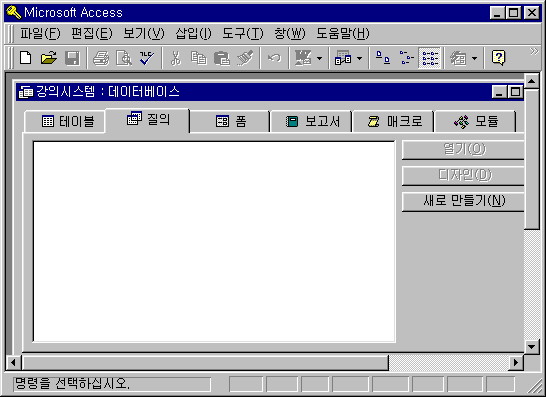 Microsoft Access
파일(F) 편집(E) 보기(V) 삽입(I) 도구(T) 창(W) 도움말(H)
강의시스템 : 데이터베이스
테이블 질의 폼 보고서 매크로 모듈
열기(O)
디자인(D)
새로 만들기(N)
명령을 선택하십시오.